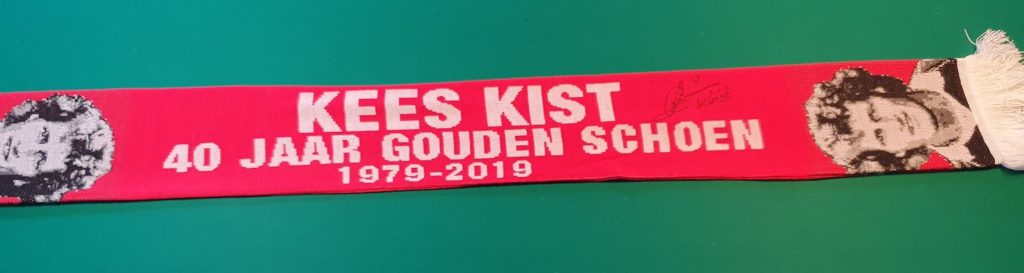 KEES KIST
40 JAAR GOUDEN SCHOEN
1979-2019